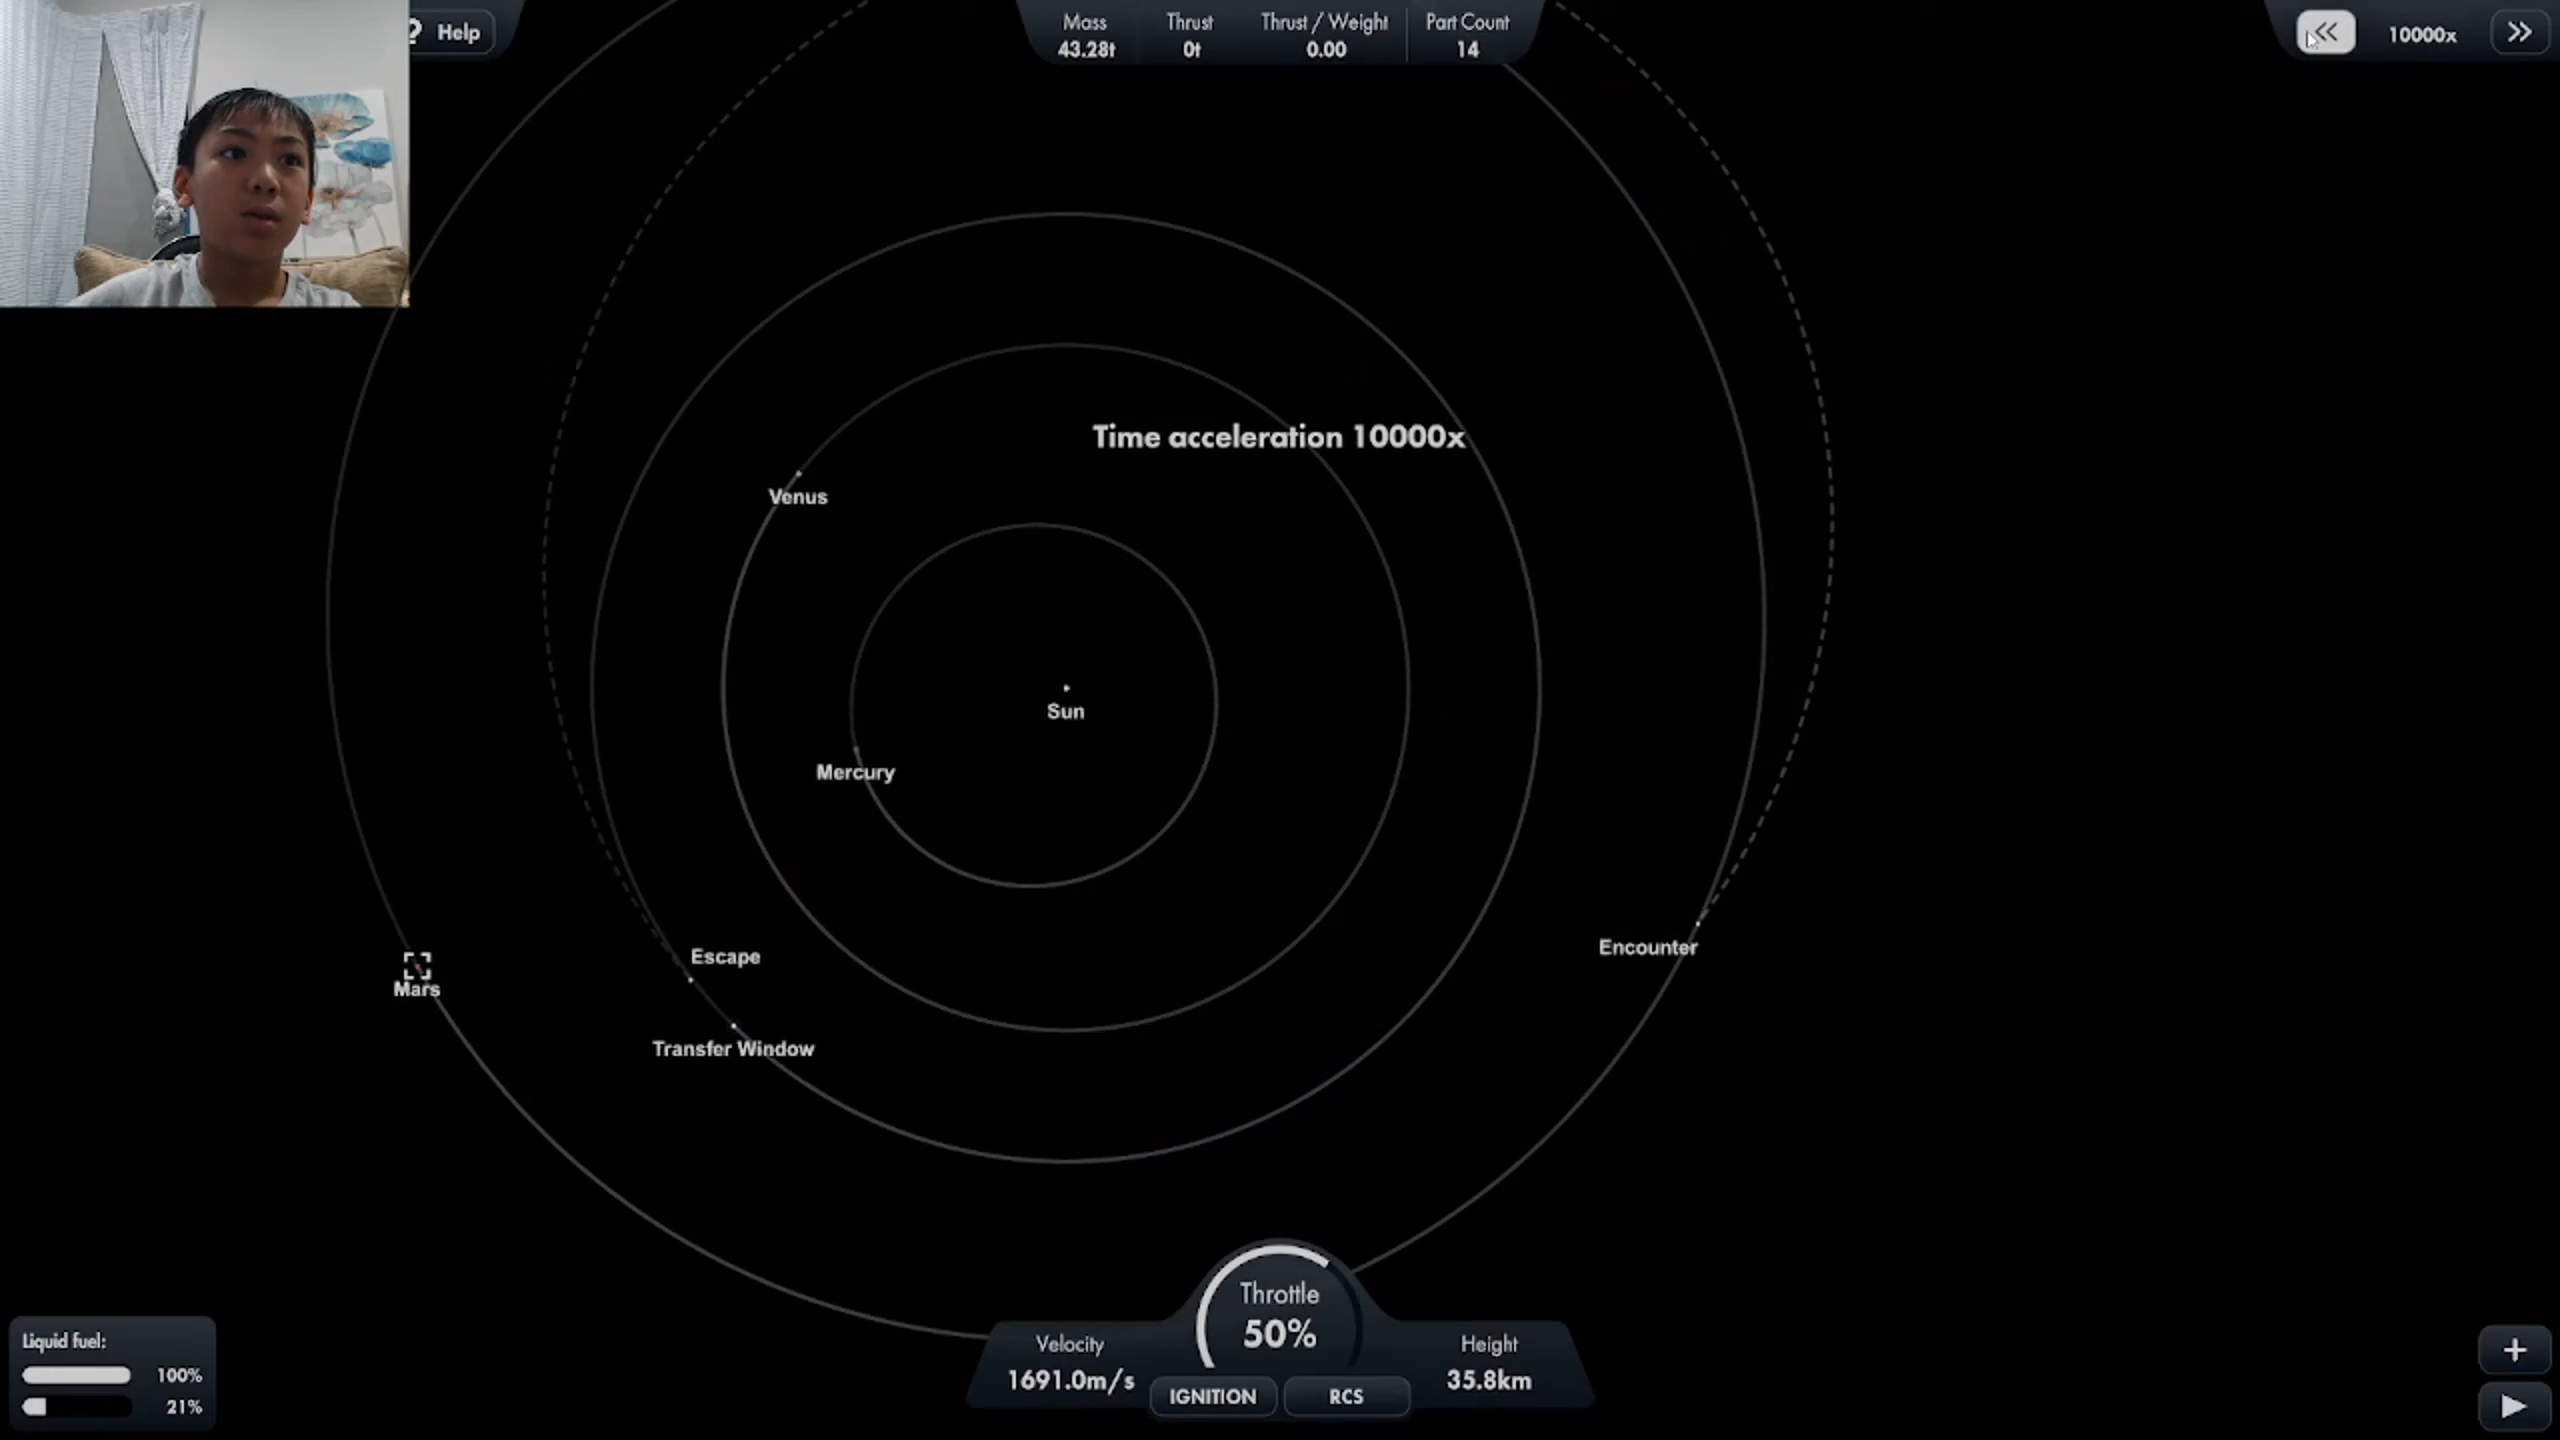 ? Help
Mass
43.28t
Thrust
0t
Thrust / Weight
0.00
Part Count
14
10000x
Time acceleration 10000x
Venus
Sun
Mercury
Escape
Encounter
Mars
Transfer Window
Liquid fuel:
100%
21%
Throttle
50%
Velocity
1691.0m/s
Height
35.8km
IGNITION
RCS